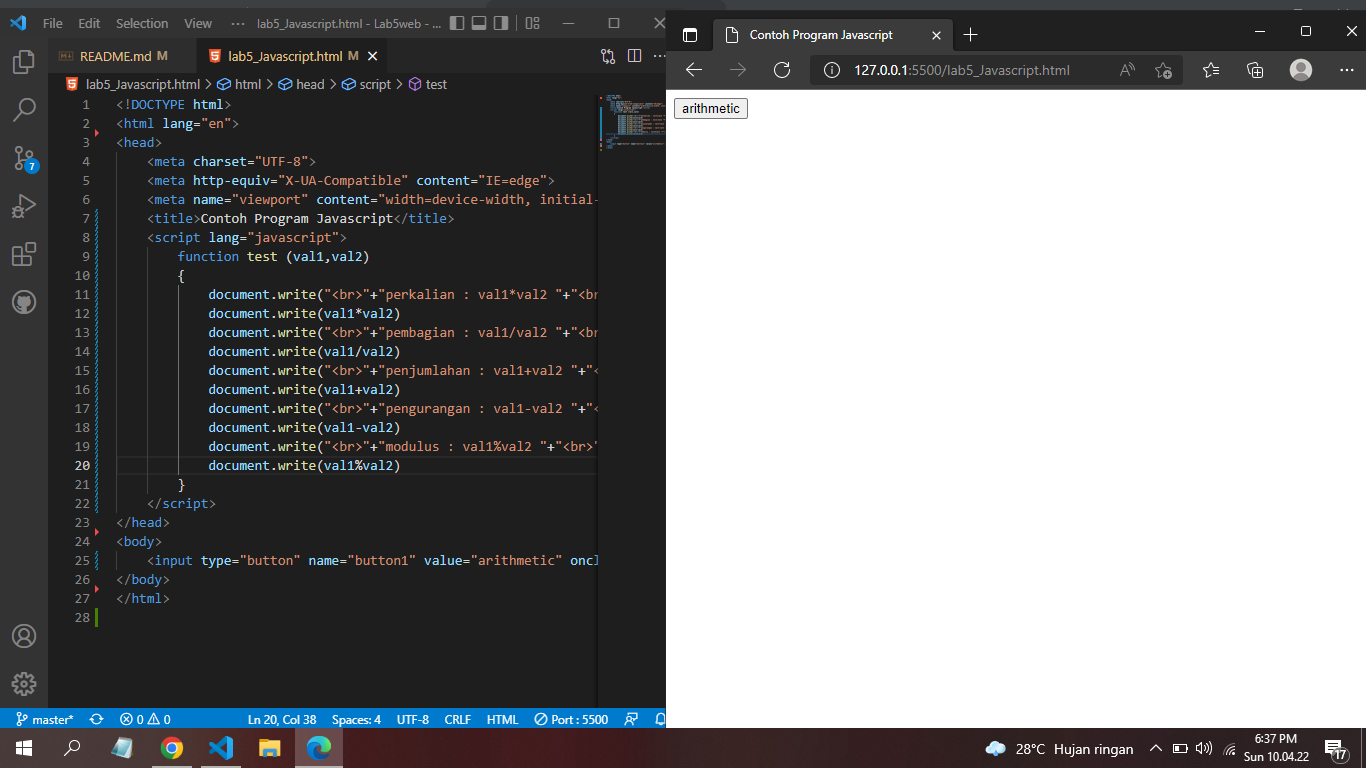 File Edit Selection View ··· lab5_Javascript.html - Lab5web - ...
README.md M lab5_Javascript.html M
lab5_Javascript.html > html > head > script > test
1 <!DOCTYPE html>
2 <html lang="en">
3 <head>
4 <meta charset="UTF-8">
5 <meta http-equiv="X-UA-Compatible" content="IE=edge">
6 <meta name="viewport" content="width=device-width, initial-
7 <title>Contoh Program Javascript</title>
8 <script lang="javascript">
9 function test (val1,val2)
10 {
11 document.write("<br>"+"perkalian : val1*val2 "+"<br
12 document.write(val1*val2)
13 document.write("<br>"+"pembagian : val1/val2 "+"<br
14 document.write(val1/val2)
15 document.write("<br>"+"penjumlahan : val1+val2 "+"<
16 document.write(val1+val2)
17 document.write("<br>"+"pengurangan : val1-val2 "+"<
18 document.write(val1-val2)
19 document.write("<br>"+"modulus : val1%val2 "+"<br>"
20 document.write(val1%val2)
21 }
22 </script>
23 </head>
24 <body>
25 <input type="button" name="button1" value="arithmetic" oncl
26 </body>
27 </html>
28
7
master* 0 0 Ln 20, Col 38 Spaces: 4 UTF-8 CRLF HTML Port : 5500
Contoh Program Javascript
127.0.0.1:5500/lab5_Javascript.html
arithmetic
28°C Hujan ringan
6:37 PM
Sun 10.04.22
17